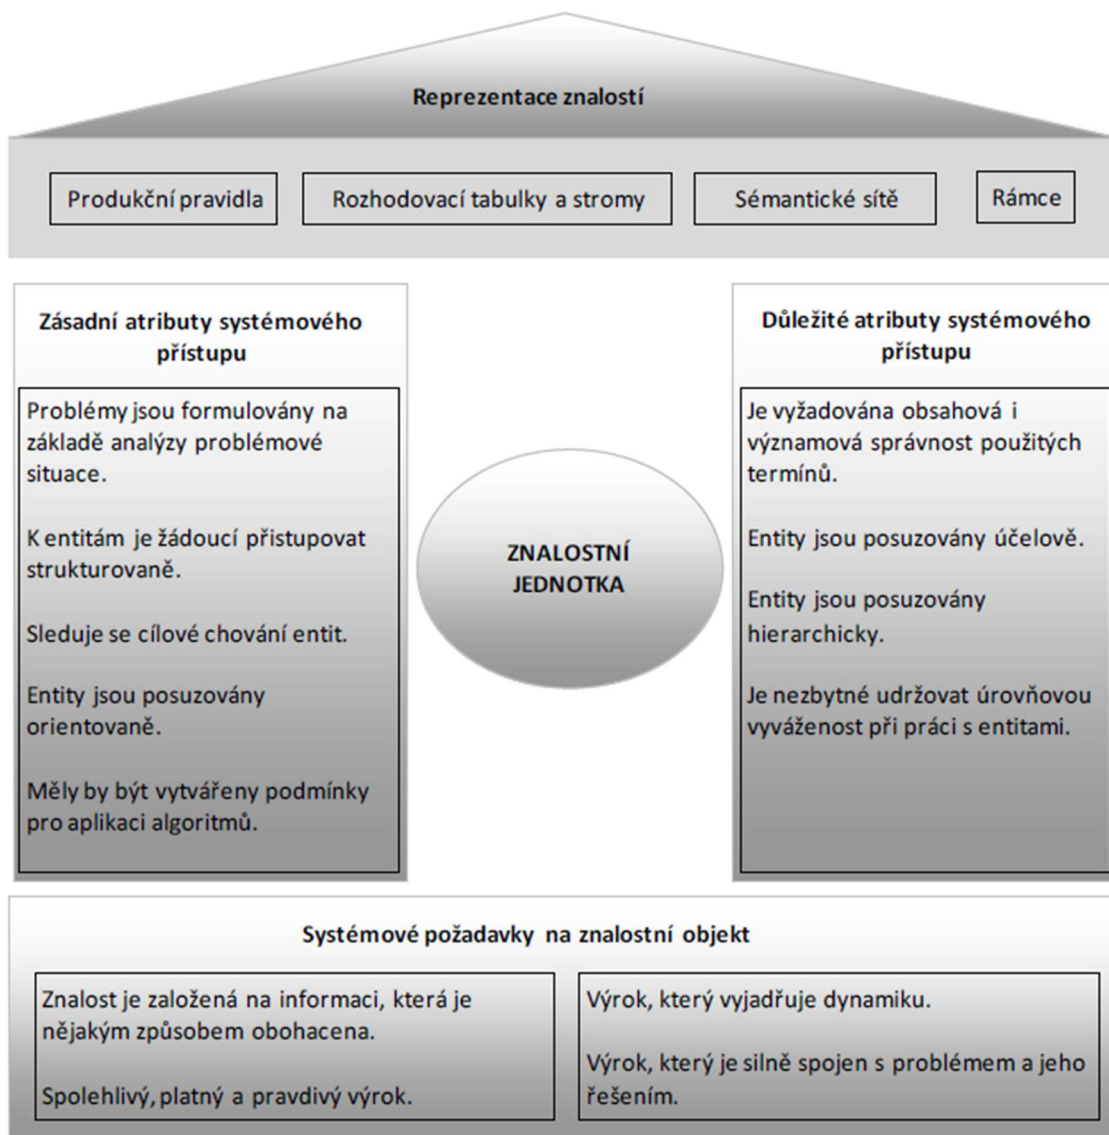 Reprezentace znalostí
Produkční pravidla
Rozhodovací tabulky a stromy
Sémantické sítě
Rámce
Zásadní atributy systémového
přístupu
Problémy jsou formulovány na
základě analýzy problémové
situace.
K entitám je žádoucí přistupovat
strukturovaně.
Sleduje se cílové chování entit.
Entity jsou posuzovány
orientovaně.
Měly by být vytvářeny podmínky
pro aplikaci algoritmů.
ZNALOSTNÍ
JEDNOTKA
Důležité atributy systémového
přístupu
Je vyžadována obsahová i
významová správnost použitých
termínů.
Entity jsou posuzovány účelově.
Entity jsou posuzovány
hierarchicky.
Je nezbytné udržovat úrovňovou
vyváženost při práci s entitami.
Systémové požadavky na znalostní objekt
Znalost je založená na informaci, která je
nějakým způsobem obohacena.
Spolehlivý, platný a pravdivý výrok.
Výrok, který vyjadřuje dynamiku.
Výrok, který je silně spojen s problémem a jeho
řešením.